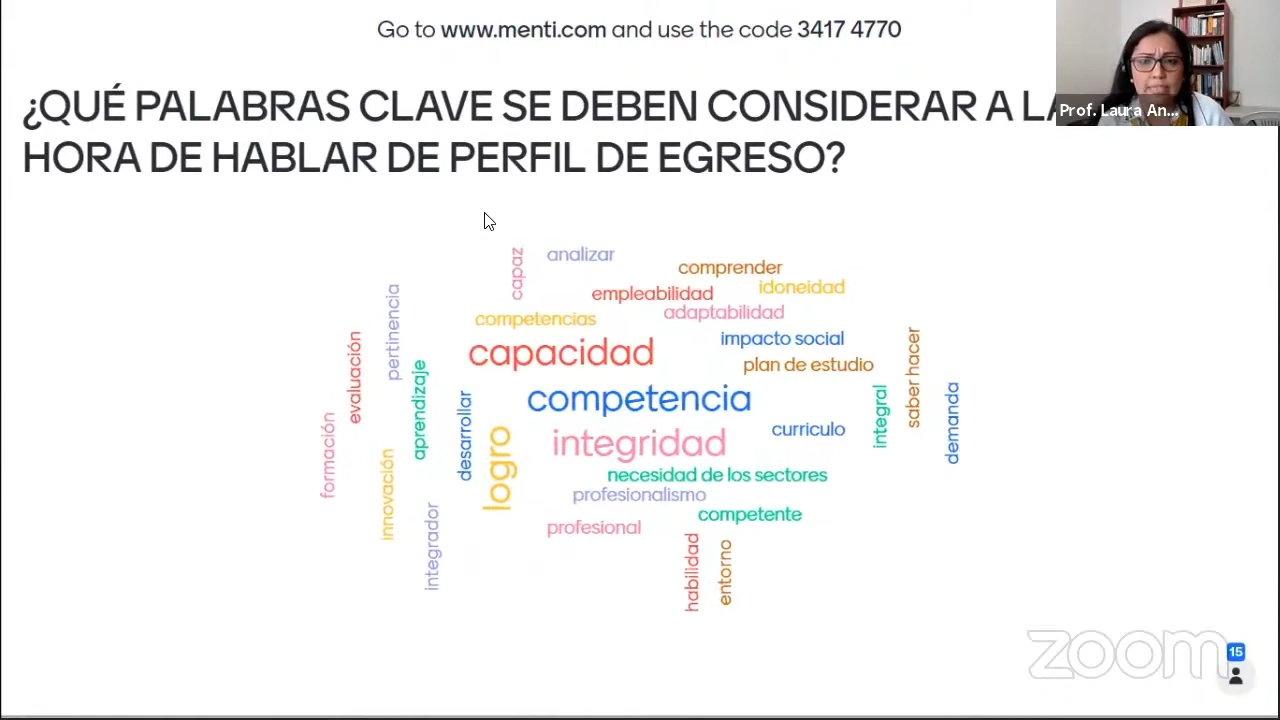 Go to www.menti.com and use the code 3417 4770
¿QUÉ PALABRAS CLAVE SE DEBEN CONSIDERAR A LA
HORA DE HABLAR DE PERFIL DE EGRESO?
Prof. Laura An...
capaz
analizar
comprender
idoneidad
empleabilidad
adaptabilidad
competencias
impacto social
capacidad
plan de estudio
pertinencia
evaluación
aprendizaje
desarrollar
competencia
saber hacer
integral
demanda
curriculo
formación
logro
integridad
innovación
necesidad de los sectores
profesionalismo
competente
integrador
profesional
habilidad
entorno
zoom
15